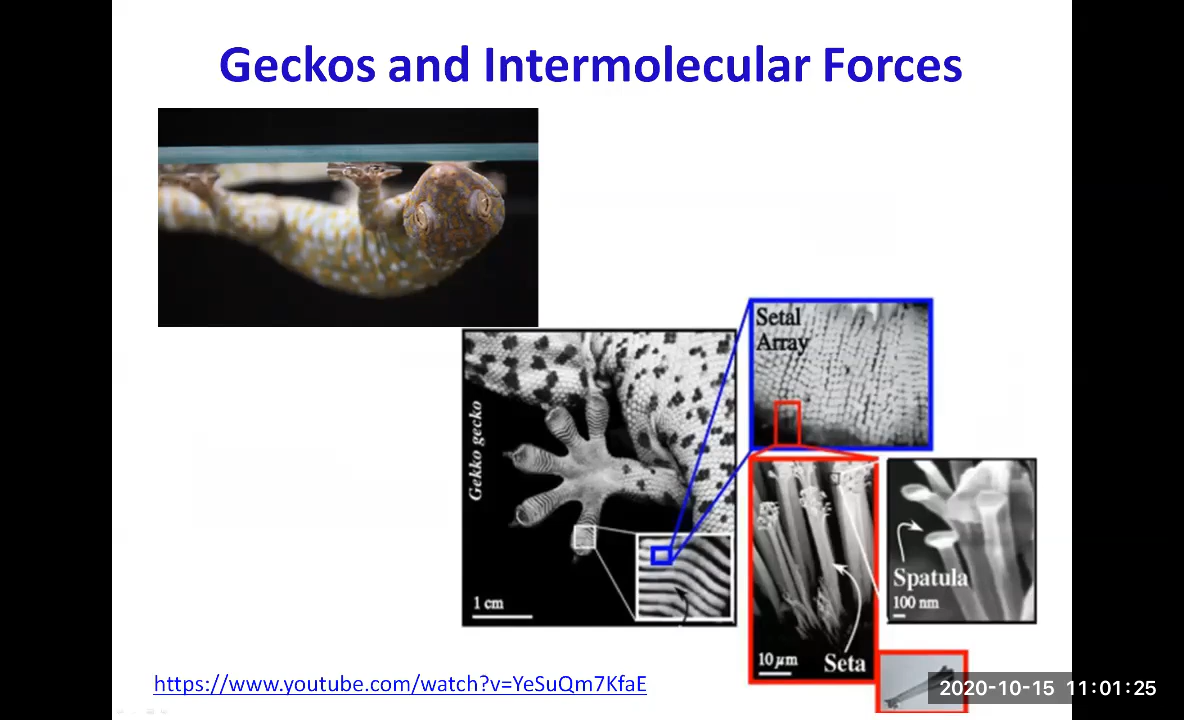 Geckos and Intermolecular Forces
Setal
Array
Gekko gecko
1 cm
Spatula
100 nm
10 µm
Seta
https://www.youtube.com/watch?v=YeSuQm7KfaE
2020-10-15 11:01:25